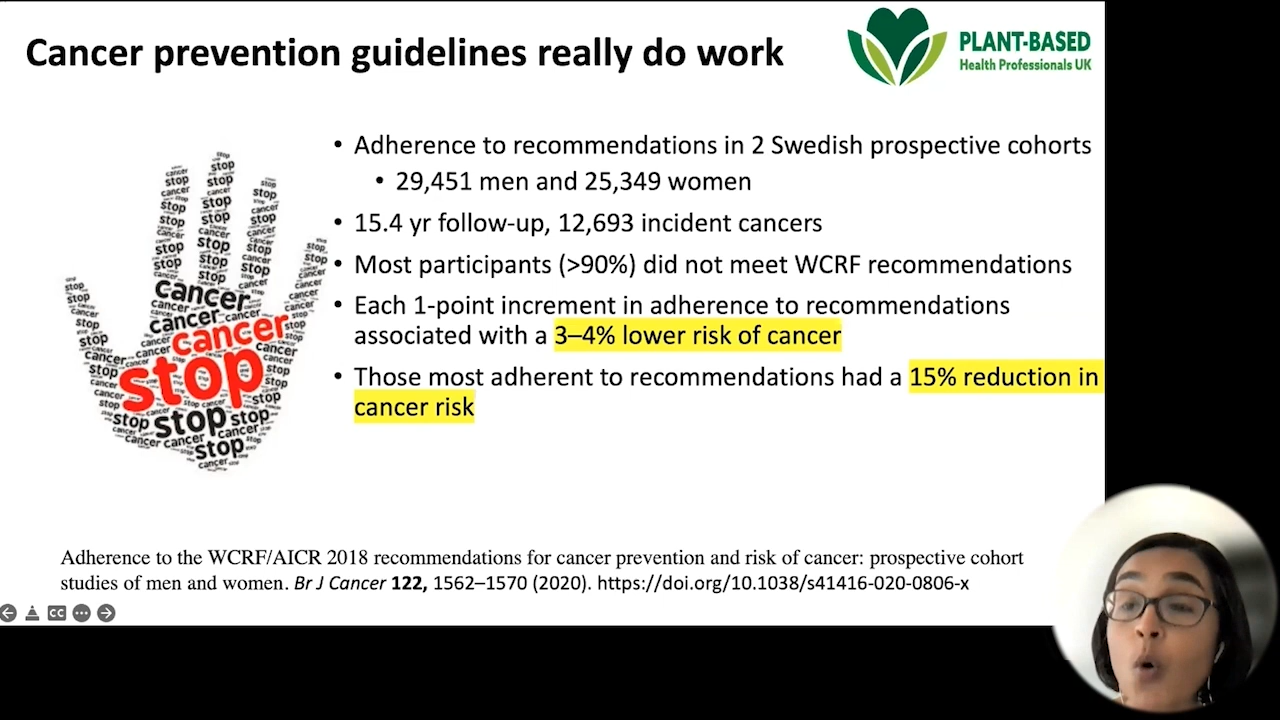 Cancer prevention guidelines really do work
PLANT-BASED
Health Professionals UK
• Adherence to recommendations in 2 Swedish prospective cohorts
• 29,451 men and 25,349 women
• 15.4 yr follow-up, 12,693 incident cancers
• Most participants (>90%) did not meet WCRF recommendations
• Each 1-point increment in adherence to recommendations
associated with a 3–4% lower risk of cancer
• Those most adherent to recommendations had a 15% reduction in
cancer risk
cancer
cancer
cancer
stop
stop stop stop
Adherence to the WCRF/AICR 2018 recommendations for cancer prevention and risk of cancer: prospective cohort
studies of men and women. Br J Cancer 122, 1562–1570 (2020). https://doi.org/10.1038/s41416-020-0806-x
CC